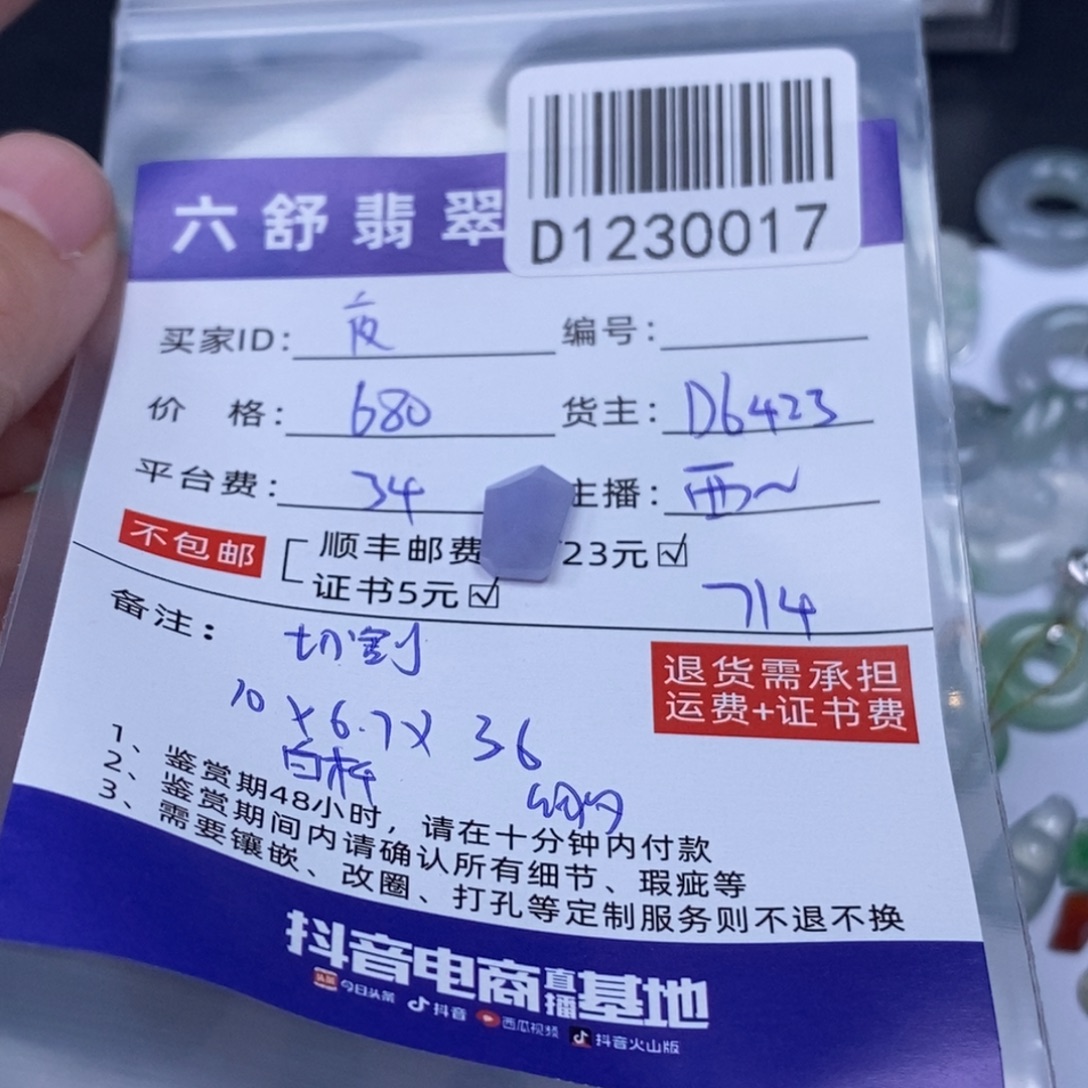 D1230017
六舒翡翠
买家ID: 夜 编号:
价 格: 680 货主: D6423
平台费: 34 主播: 西~
不包邮 顺丰邮费 23元☑
证书5元☑
714
备注: 切割
10 X 6.7 X 36
退货需承担
运费+证书费
1、鉴赏期48小时，请在十分钟内付款
2、鉴赏期间内请确认所有细节、瑕疵等
3、需要镶嵌、改圈、打孔等定制服务则不退不换
抖音电商直播基地
头条 今日头条 抖音 西瓜视频 抖音火山版